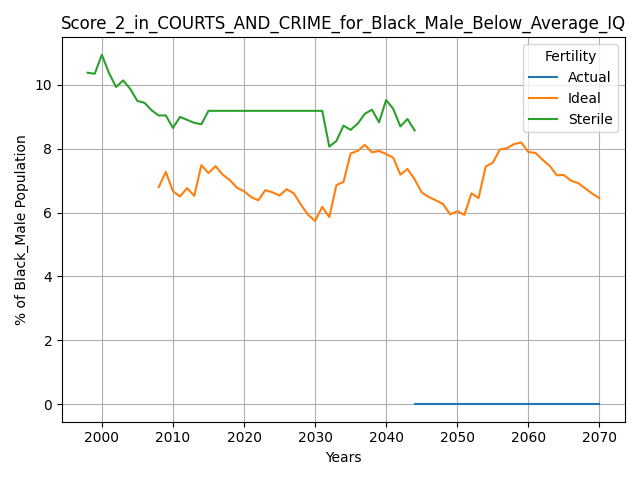 Score_2_in_COURTS_AND_CRIME_for_Black_Male_Below_Average_IQ
Fertility
Actual
Ideal
Sterile
% of Black_Male Population
10
8
6
4
2
0
2000 2010 2020 2030 2040 2050 2060 2070
Years